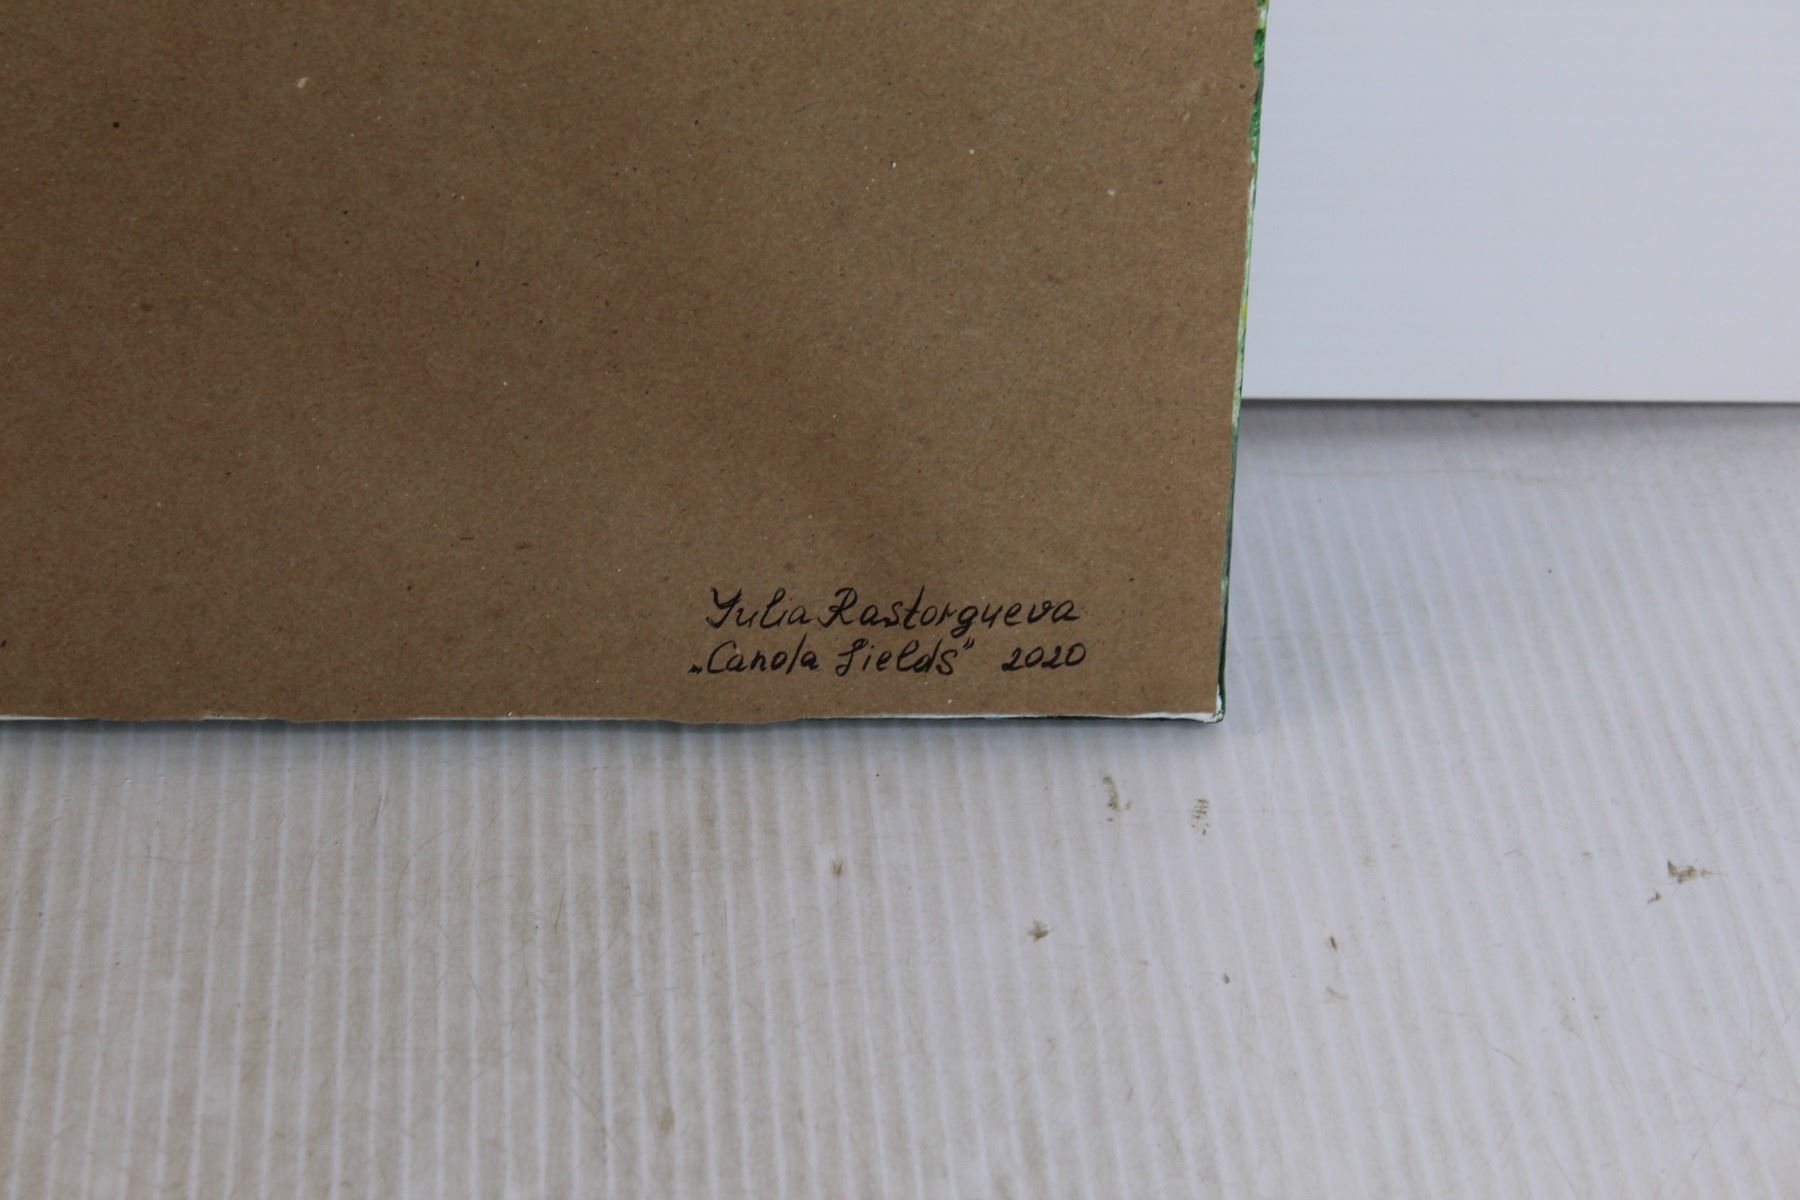 Yulia Rastorgueva
„Canola fields" 2020